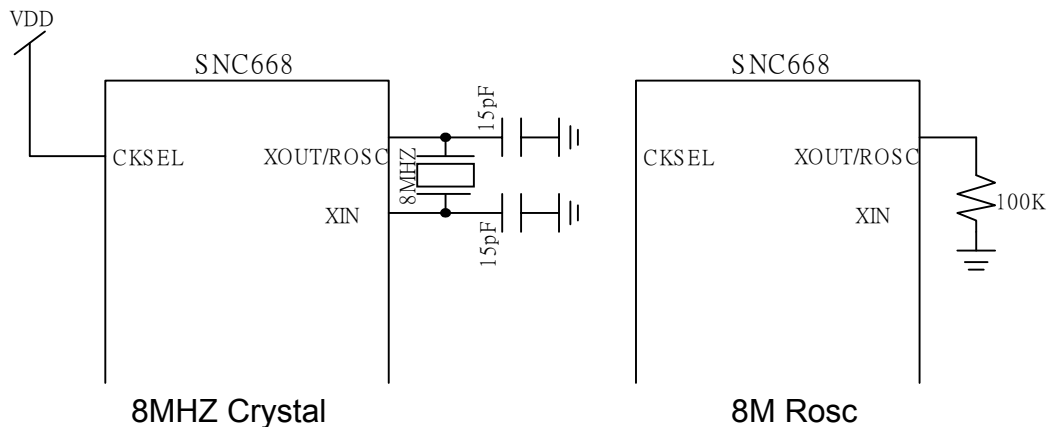 VDD
SNC668
CKSEL
XOUT/ROSC
XIN
15pF
8MHZ
15pF
8MHZ Crystal
SNC668
CKSEL
XOUT/ROSC
XIN
100K
8M Rosc